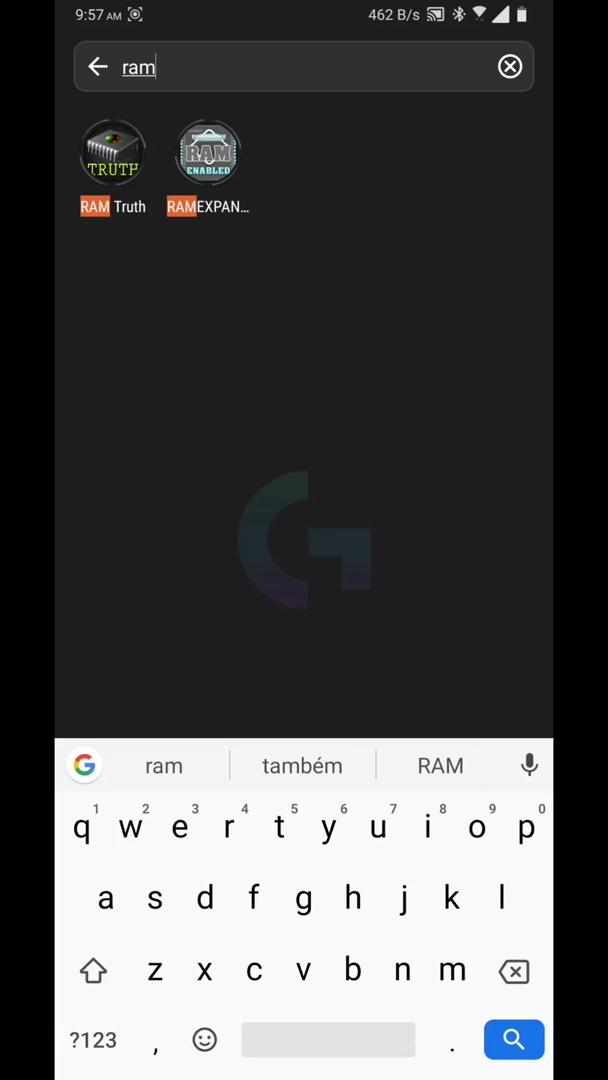 9:57 AM 462 B/s
ram
TRUTH
RAM
ENABLED
RAM Truth RAMEXPAN...
G
ram também RAM
1 2 3 4 5 6 7 8 9 0
q w e r t y u i o p
a s d f g h j k l
z x c v b n m
?123 , .